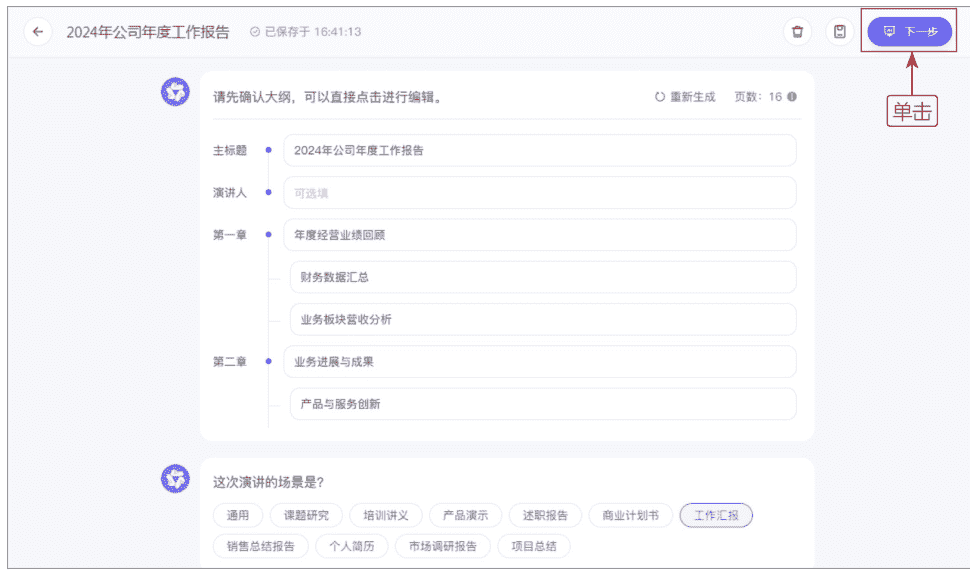 2024年公司年度工作报告 已保存于 16:41:13 下一步
单击
请先确认大纲，可以直接点击进行编辑。 重新生成 页数：16
主标题 2024年公司年度工作报告
演讲人 可选填
第一章 年度经营业绩回顾
财务数据汇总
业务板块营收分析
第二章 业务进展与成果
产品与服务创新
这次演讲的场景是?
通用 课题研究 培训讲义 产品演示 述职报告 商业计划书 工作汇报
销售总结报告 个人简历 市场调研报告 项目总结